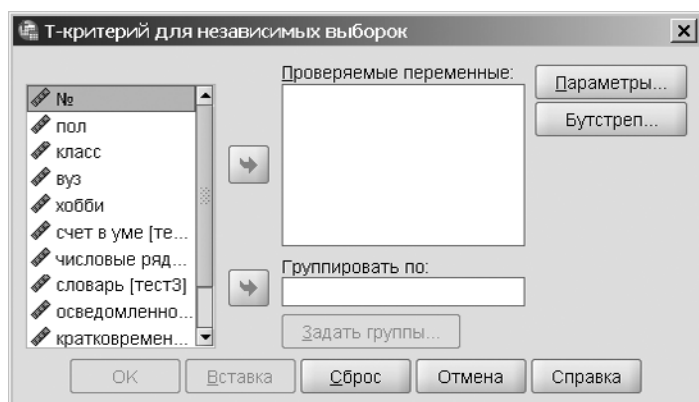 Т-критерий для независимых выборок
№
пол
класс
вуз
хобби
счет в уме [те...
числовые ряд...
словарь [тест3]
осведомленно...
кратковремен...
Проверяемые переменные:
Группировать по:
Задать группы...
Параметры...
Бутстреп...
ОК
Вставка
Сброс
Отмена
Справка